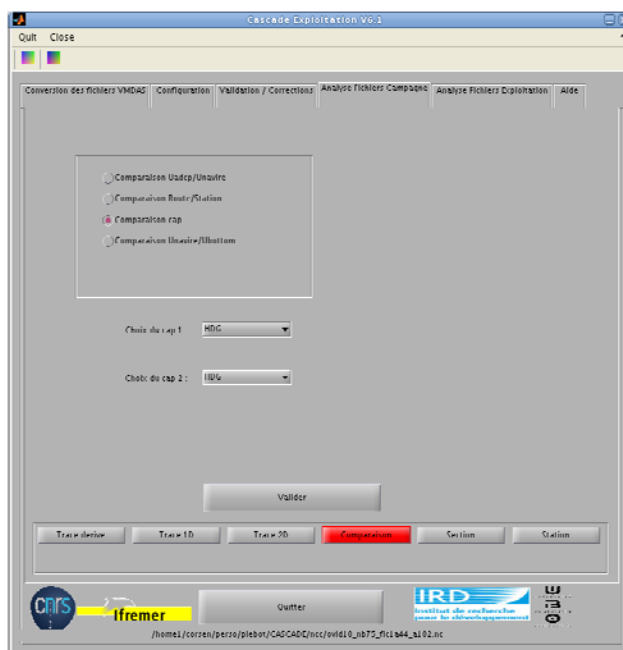 Cascade Exploitation V6.1
Quit Close
Conversion des fichiers VMDAS Configuration Validation / Corrections Analyse Fichiers Campagne Analyse Fichiers Exploitation Aide
Comparaison Uadcp/Unavire
Comparaison Route/Station
Comparaison cap
Comparaison Unavire/Ubottom
Choix du cap 1 HDG
Choix du cap 2 : HDG
Valider
Trace derive Trace 1D Trace 2D Comparaison Section Station
cnrs Ifremer Quitter IRD
Institut de recherche
pour le développement
UBO
/home1/corsen/perso/plebot/CASCADE/ncc/ovid10_nb75_fic1a44_a102.nc